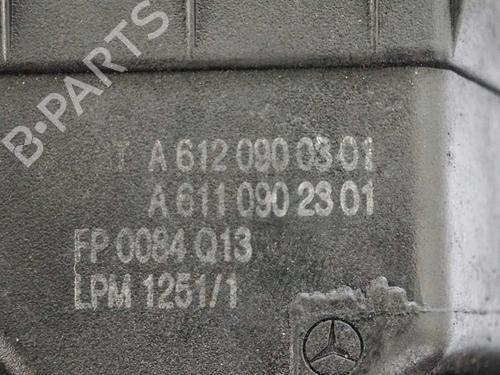 B-PARTS
T A 612 090 03 01
A 611 090 23 01
FP 0084 Q13
LPM 1251/1